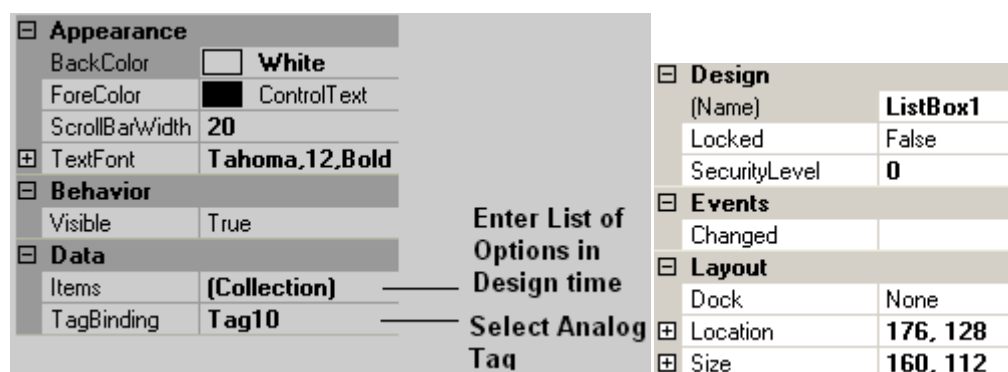 Appearance
BackColor White
ForeColor ControlText
ScrollBarWidth 20
TextFont Tahoma,12,Bold
Behavior
Visible True
Data
Items (Collection)
TagBinding Tag10
Enter List of
Options in
Design time
Select Analog
Tag
Design
(Name) ListBox1
Locked False
SecurityLevel 0
Events
Changed
Layout
Dock None
Location 176, 128
Size 160, 112